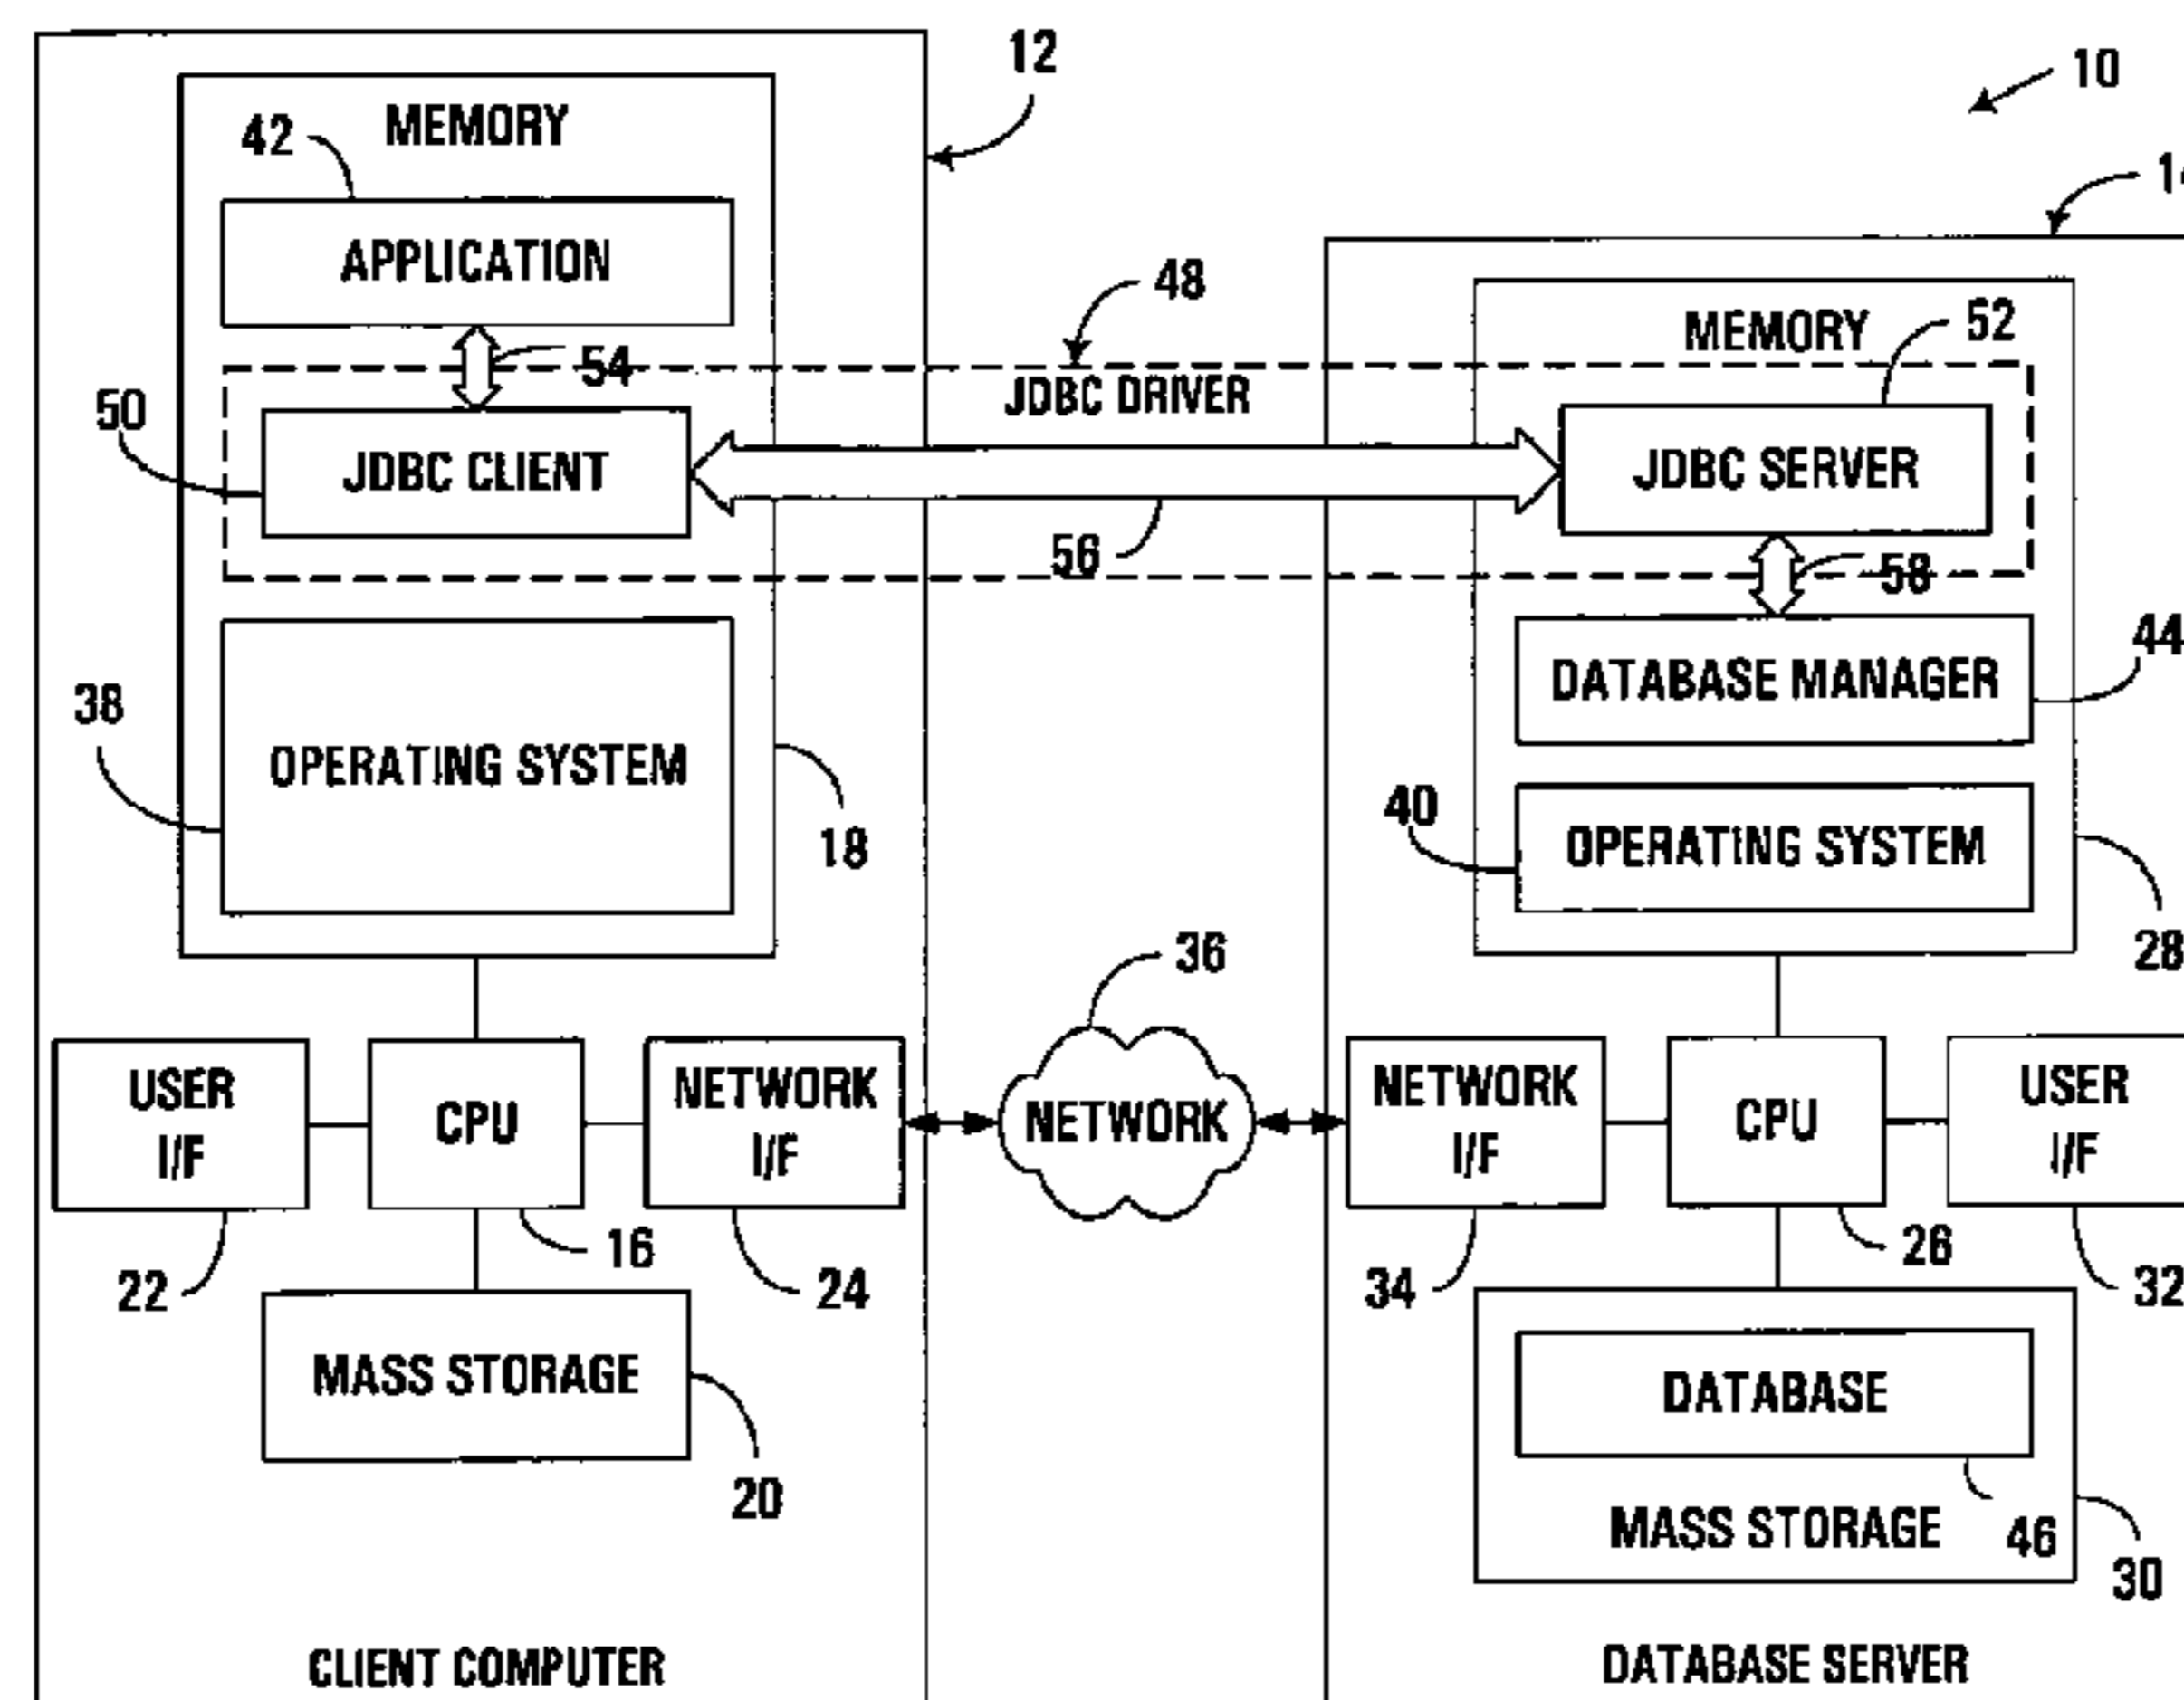 12
10
MEMORY
42
APPLICATION
48
MEMORY
52
54
JDBC DRIVER
50
JDBC CLIENT
JDBC SERVER
56
58
44
DATABASE MANAGER
38
OPERATING SYSTEM
18
40
OPERATING SYSTEM
28
36
USER
I/F
CPU
NETWORK
I/F
NETWORK
NETWORK
I/F
CPU
USER
I/F
22
16
24
34
26
32
MASS STORAGE
20
DATABASE
MASS STORAGE
46
30
CLIENT COMPUTER
DATABASE SERVER